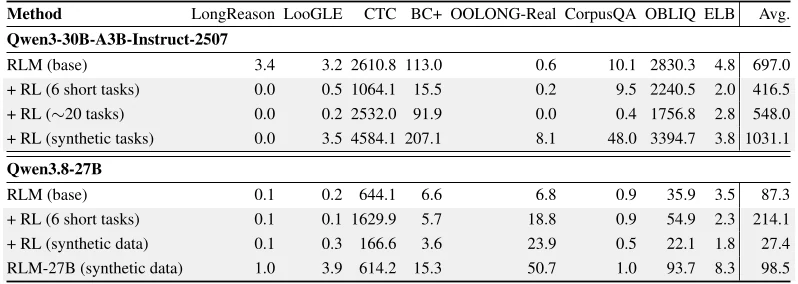 Method LongReason LooGLE CTC BC+ OOLONG-Real CorpusQA OBLIQ ELB Avg.
Qwen3-30B-A3B-Instruct-2507
RLM (base) 3.4 3.2 2610.8 113.0 0.6 10.1 2830.3 4.8 697.0
+ RL (6 short tasks) 0.0 0.5 1064.1 15.5 0.2 9.5 2240.5 2.0 416.5
+ RL (∼20 tasks) 0.0 0.2 2532.0 91.9 0.0 0.4 1756.8 2.8 548.0
+ RL (synthetic tasks) 0.0 3.5 4584.1 207.1 8.1 48.0 3394.7 3.8 1031.1
Qwen3.8-27B
RLM (base) 0.1 0.2 644.1 6.6 6.8 0.9 35.9 3.5 87.3
+ RL (6 short tasks) 0.1 0.1 1629.9 5.7 18.8 0.9 54.9 2.3 214.1
+ RL (synthetic data) 0.1 0.3 166.6 3.6 23.9 0.5 22.1 1.8 27.4
RLM-27B (synthetic data) 1.0 3.9 614.2 15.3 50.7 1.0 93.7 8.3 98.5